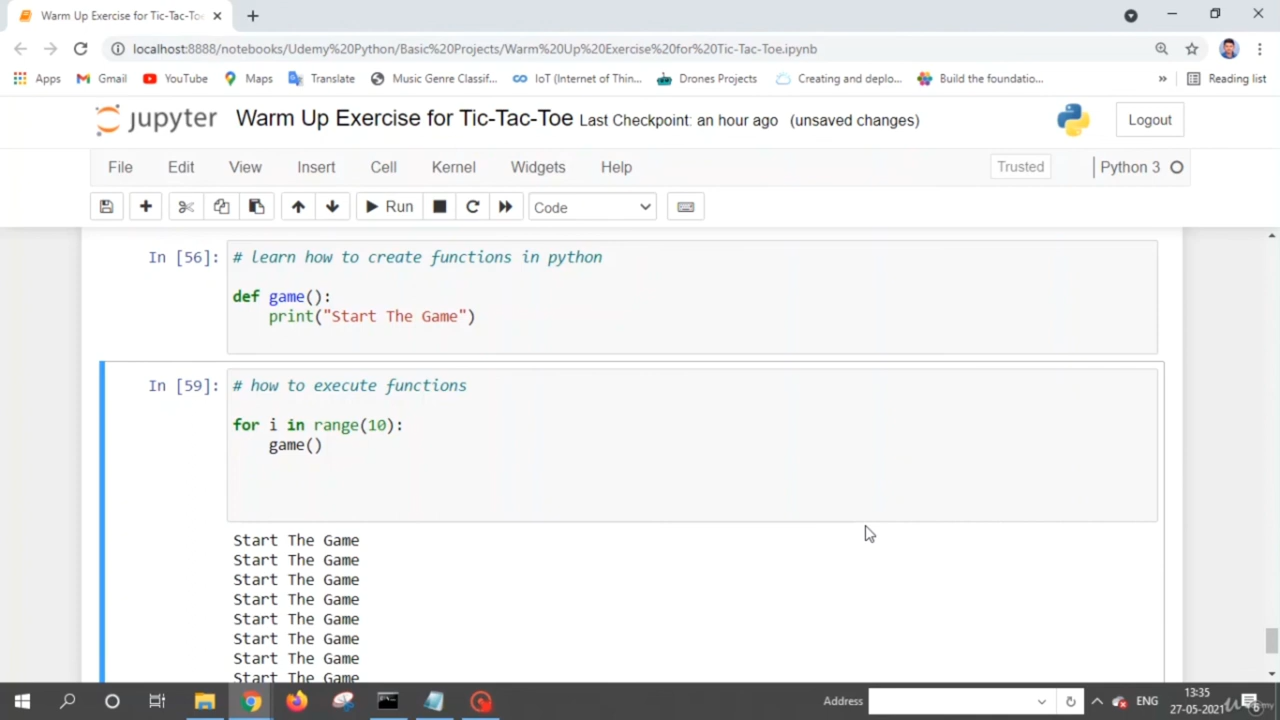 Warm Up Exercise for Tic-Tac-Toe
localhost:8888/notebooks/Udemy%20Python/Basic%20Projects/Warm%20Up%20Exercise%20for%20Tic-Tac-Toe.ipynb
Apps Gmail YouTube Maps Translate Music Genre Classif... IoT (Internet of Thin... Drones Projects Creating and deplo... Build the foundatio... » Reading list
jupyter Warm Up Exercise for Tic-Tac-Toe Last Checkpoint: an hour ago (unsaved changes) Logout
File Edit View Insert Cell Kernel Widgets Help Trusted Python 3
Run Code
In [56]: # learn how to create functions in python
def game():
print("Start The Game")
In [59]: # how to execute functions
for i in range(10):
game()
Start The Game
Start The Game
Start The Game
Start The Game
Start The Game
Start The Game
Start The Game
Start The Game
Address ENG 13:35
27-05-2021